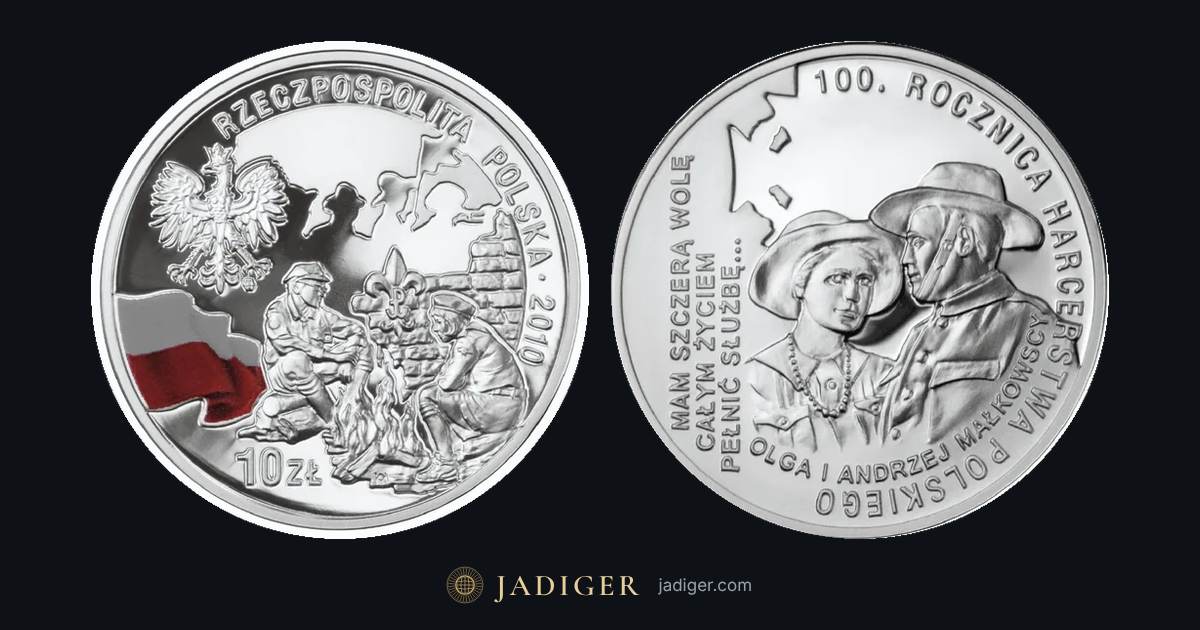 RZECZPOSPOLITA POLSKA · 2010
10 ZŁ
100. ROCZNICA HARCERSTWA POLSKIEGO
MAM SZCZERĄ WOLĘ
CAŁYM ŻYCIEM
PEŁNIĆ SŁUŻBĘ...
OLGA I ANDRZEJ MAŁKOWSCY
JADIGER
jadiger.com